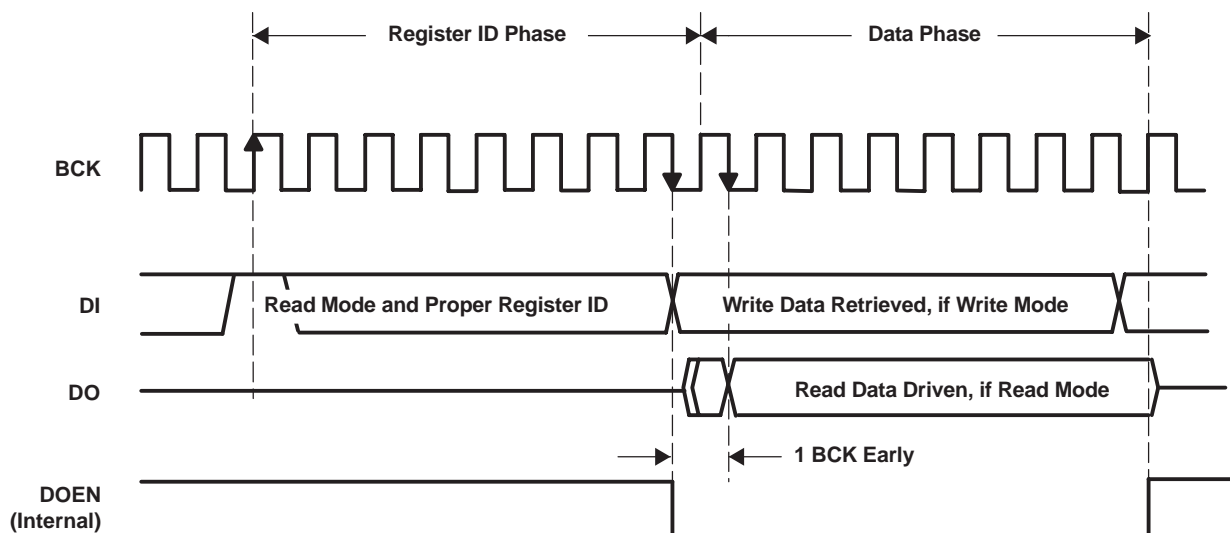 Register ID Phase
Data Phase
BCK
DI
Read Mode and Proper Register ID
Write Data Retrieved, if Write Mode
DO
Read Data Driven, if Read Mode
1 BCK Early
DOEN
(Internal)